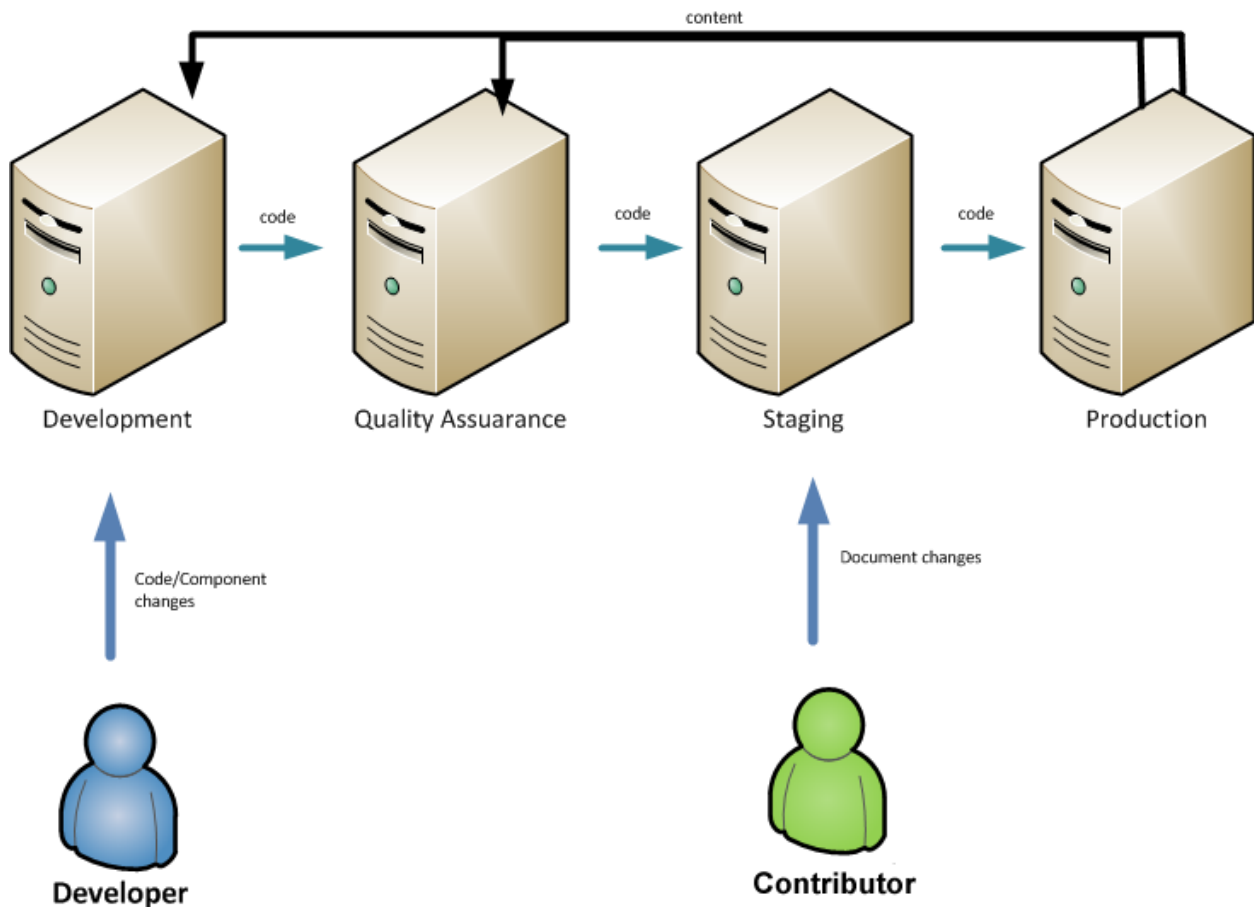 content
code
code
code
Development
Quality Assuarance
Staging
Production
Code/Component
changes
Document changes
Developer
Contributor